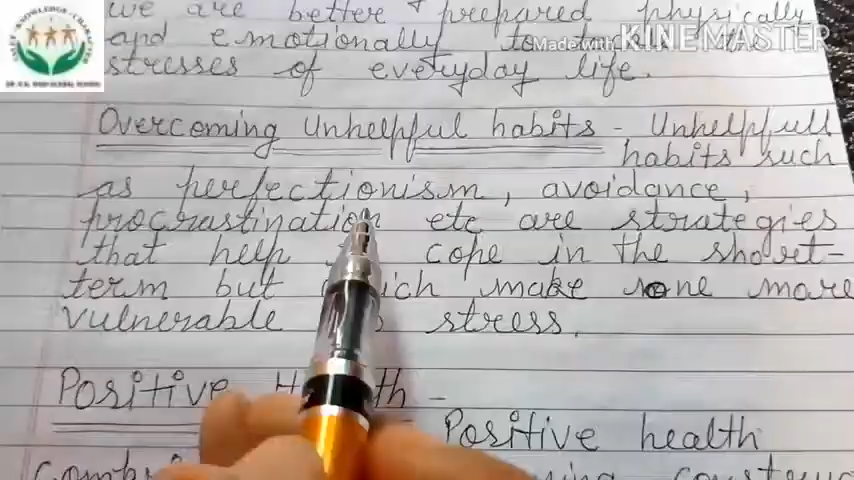 we are better prepared physically
and emotionally to the
Made with KINEMASTER
stresses of everyday life.
Overcoming Unhelpful habits - Unhelpfull
habits such
as perfectionism, avoidance,
procrastination etc are strategies
that help cope in the short-
term but make one more
vulnerable stress.
Positive -
Positive health